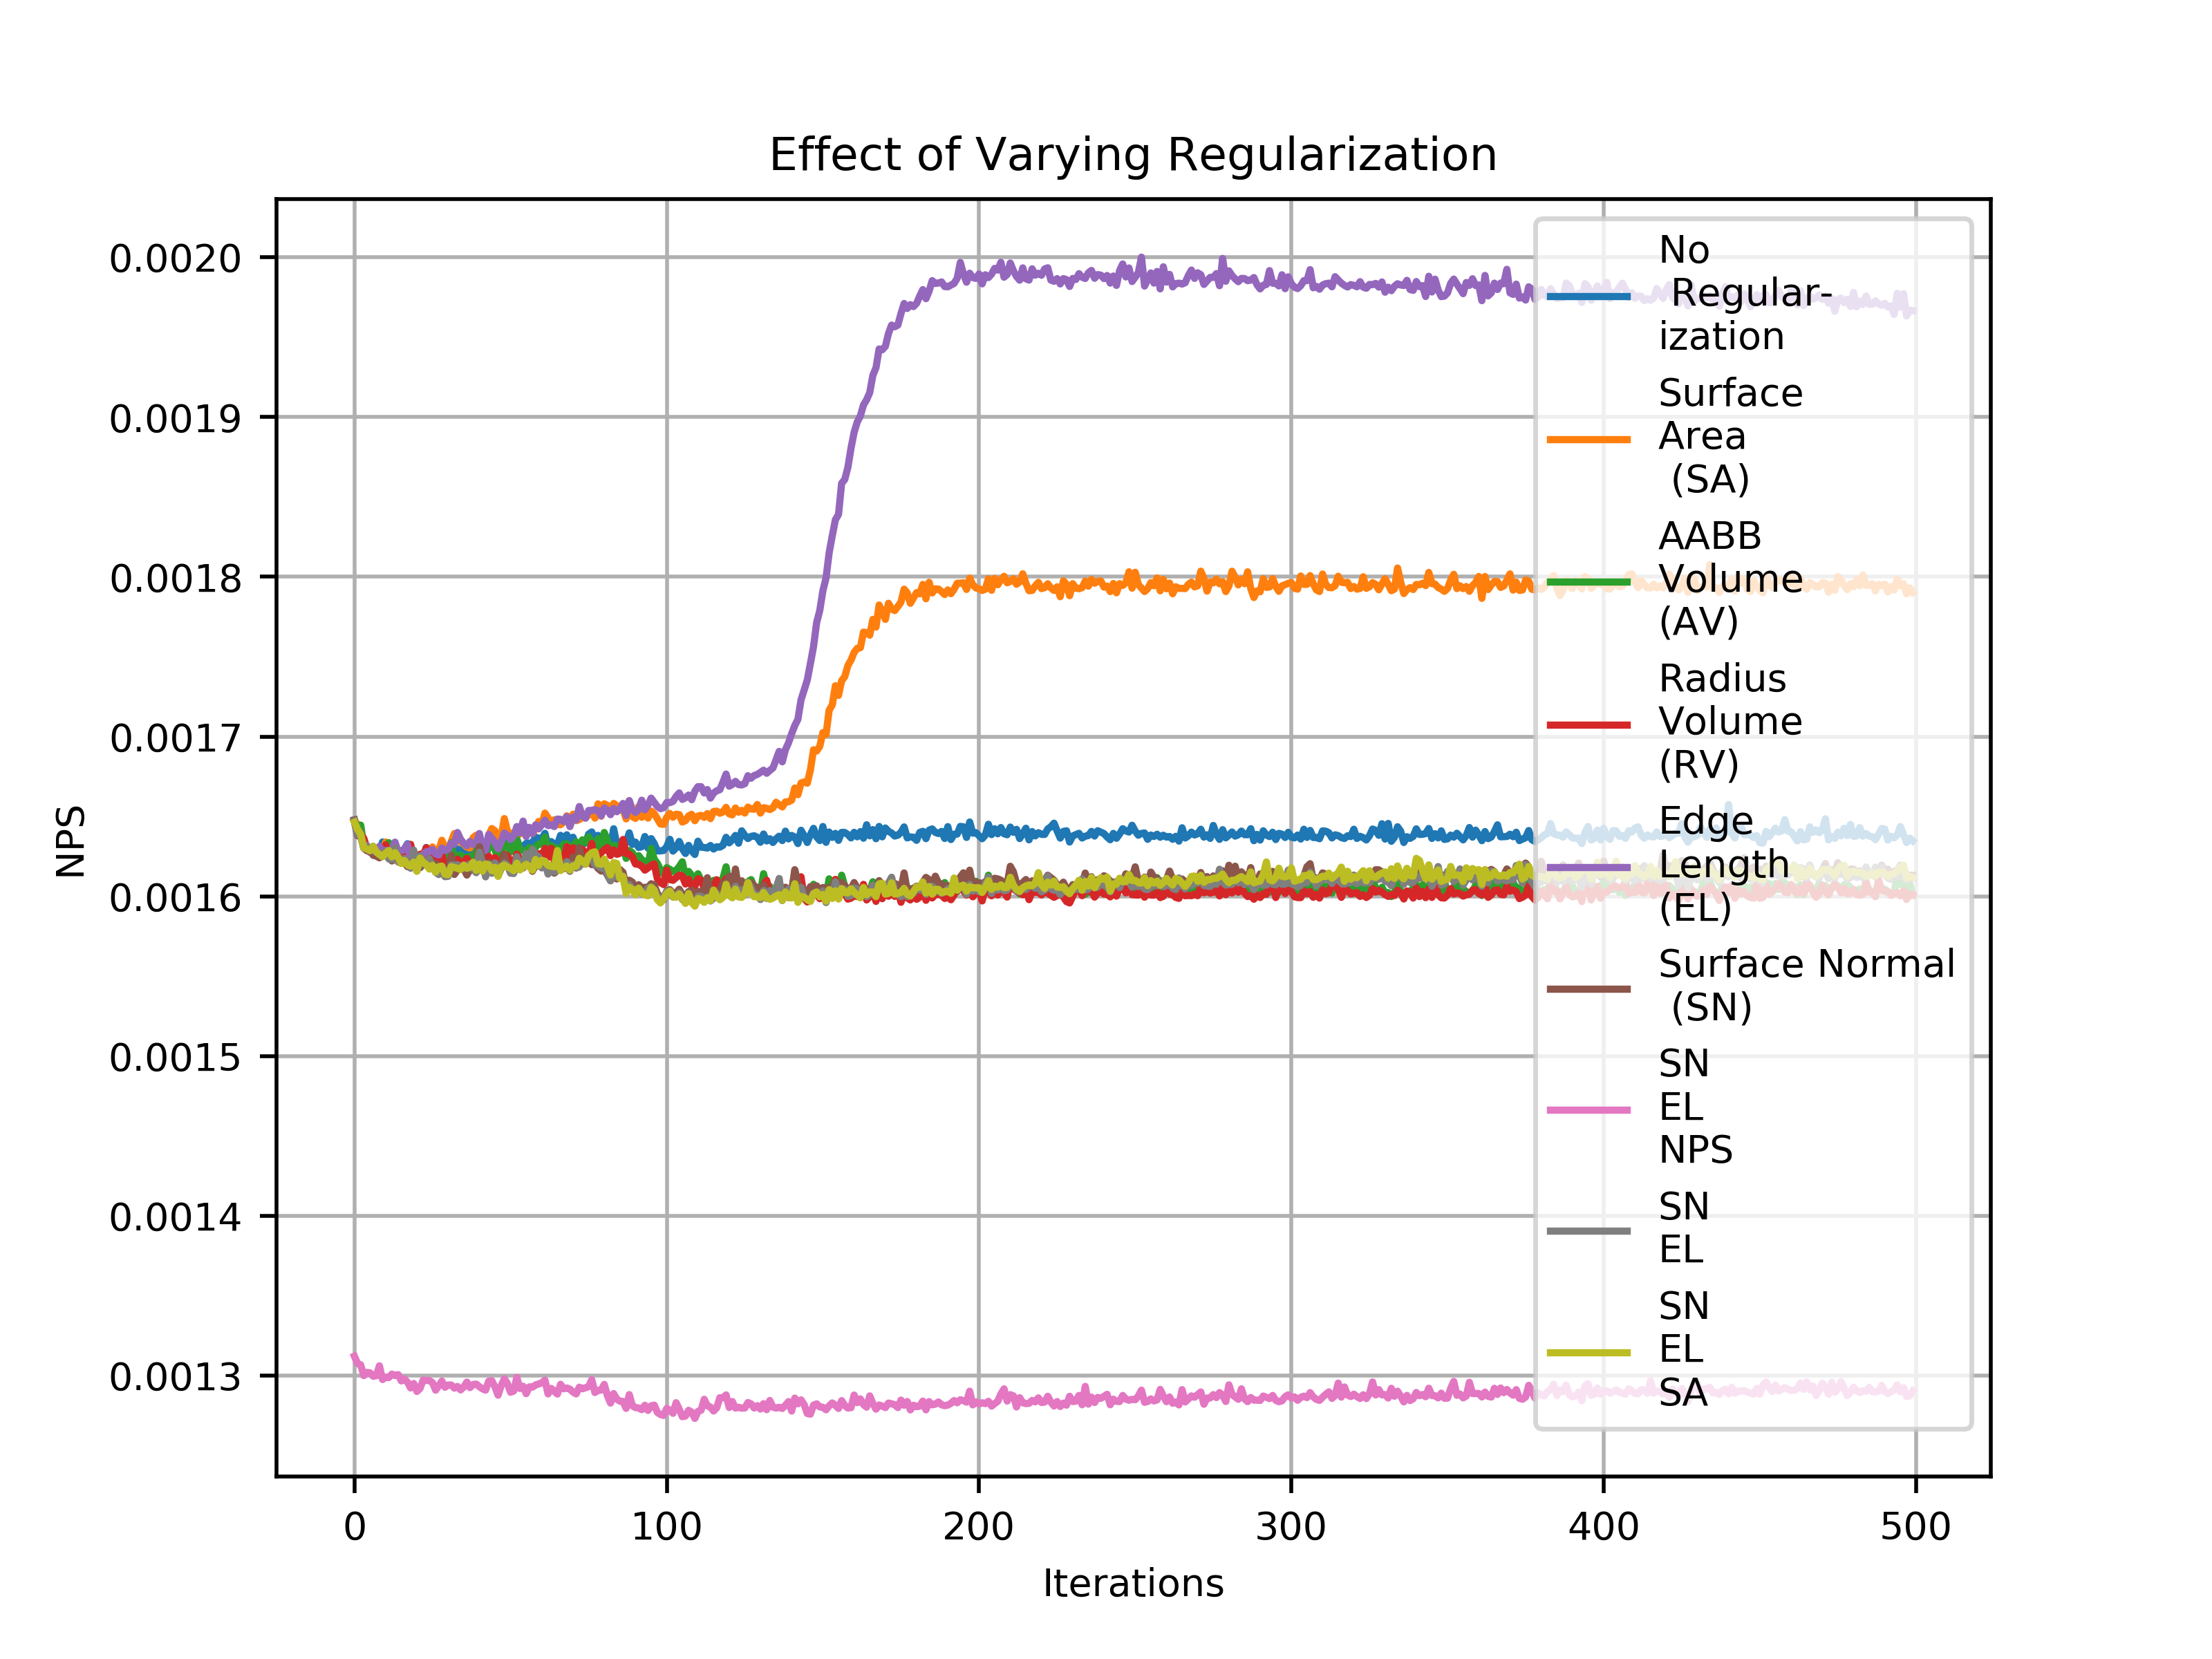 Effect of Varying Regularization
0.0020
0.0019
0.0018
0.0017
0.0016
0.0015
0.0014
0.0013
NPS
0
100
200
300
400
500
Iterations
No
Regular-
ization
Surface
Area
(SA)
AABB
Volume
(AV)
Radius
Volume
(RV)
Edge
Length
(EL)
Surface Normal
(SN)
SN
EL
NPS
SN
EL
SN
EL
SA